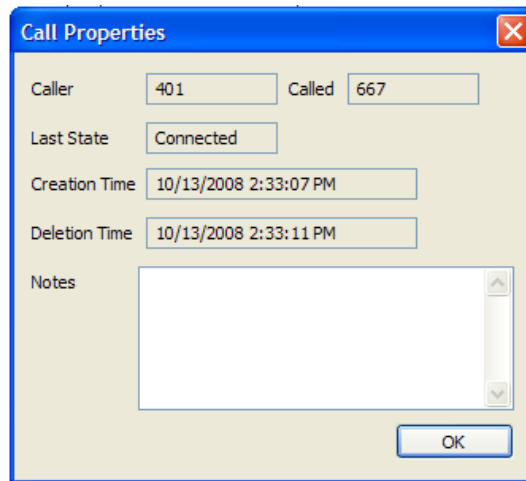 Call Properties
Caller 401 Called 667
Last State Connected
Creation Time 10/13/2008 2:33:07 PM
Deletion Time 10/13/2008 2:33:11 PM
Notes
OK